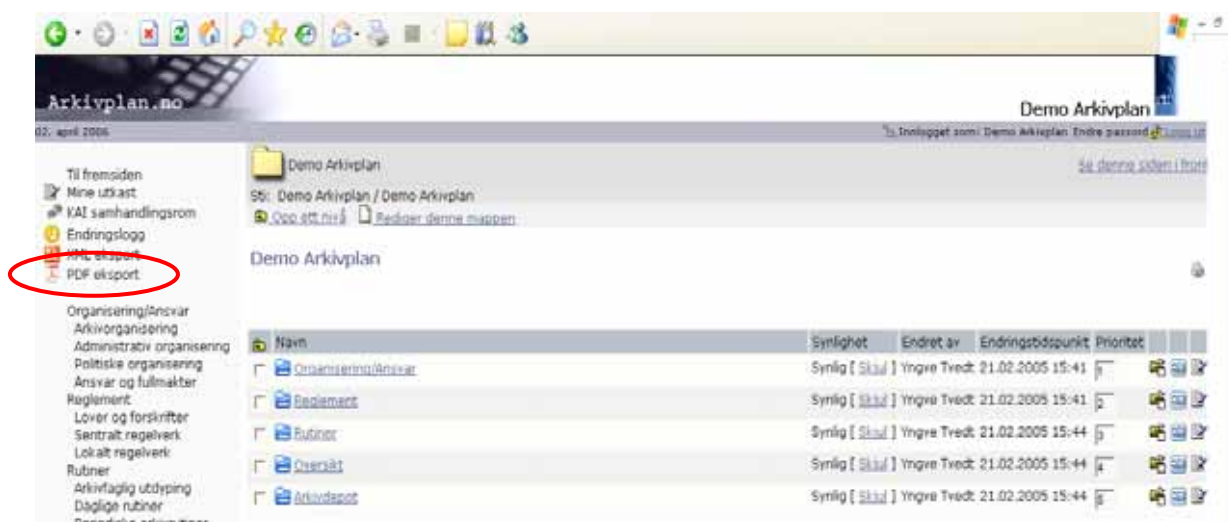 Arkivplan.no
Demo Arkivplan
02. april 2006
Innlogget som: Demo Arkivplan Endre passord Logg ut
Til fremsiden
Mine utkast
KAI samhandlingsrom
Endringslogg
XML eksport
PDF eksport
Organisering/Ansvar
Arkivorganisering
Administrativ organisering
Politiske organisering
Ansvar og fullmakter
Reglement
Lover og forskrifter
Sentralt regelverk
Lokalt regelverk
Rutiner
Arkivfaglig utdyping
Daglige rutiner
Demo Arkivplan
Se denne siden i front
Sti: Demo Arkivplan / Demo Arkivplan
Opp ett nivå Rediger denne mappen
Demo Arkivplan
Navn Synlighet Endret av Endringstidspunkt Prioritet
Organisering/Ansvar Synlig [ Skjul ] Yngve Tvedt 21.02.2005 15:41
Reglement Synlig [ Skjul ] Yngve Tvedt 21.02.2005 15:41 2
Rutiner Synlig [ Skjul ] Yngve Tvedt 21.02.2005 15:44
Oversikt Synlig [ Skjul ] Yngve Tvedt 21.02.2005 15:44 4
Arkivdepot Synlig [ Skjul ] Yngve Tvedt 21.02.2005 15:44